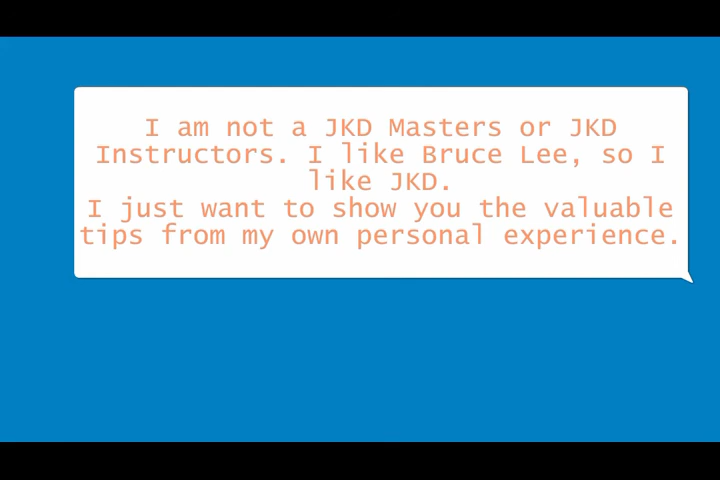 I am not a JKD Masters or JKD
Instructors. I like Bruce Lee, so I
like JKD.
I just want to show you the valuable
tips from my own personal experience.